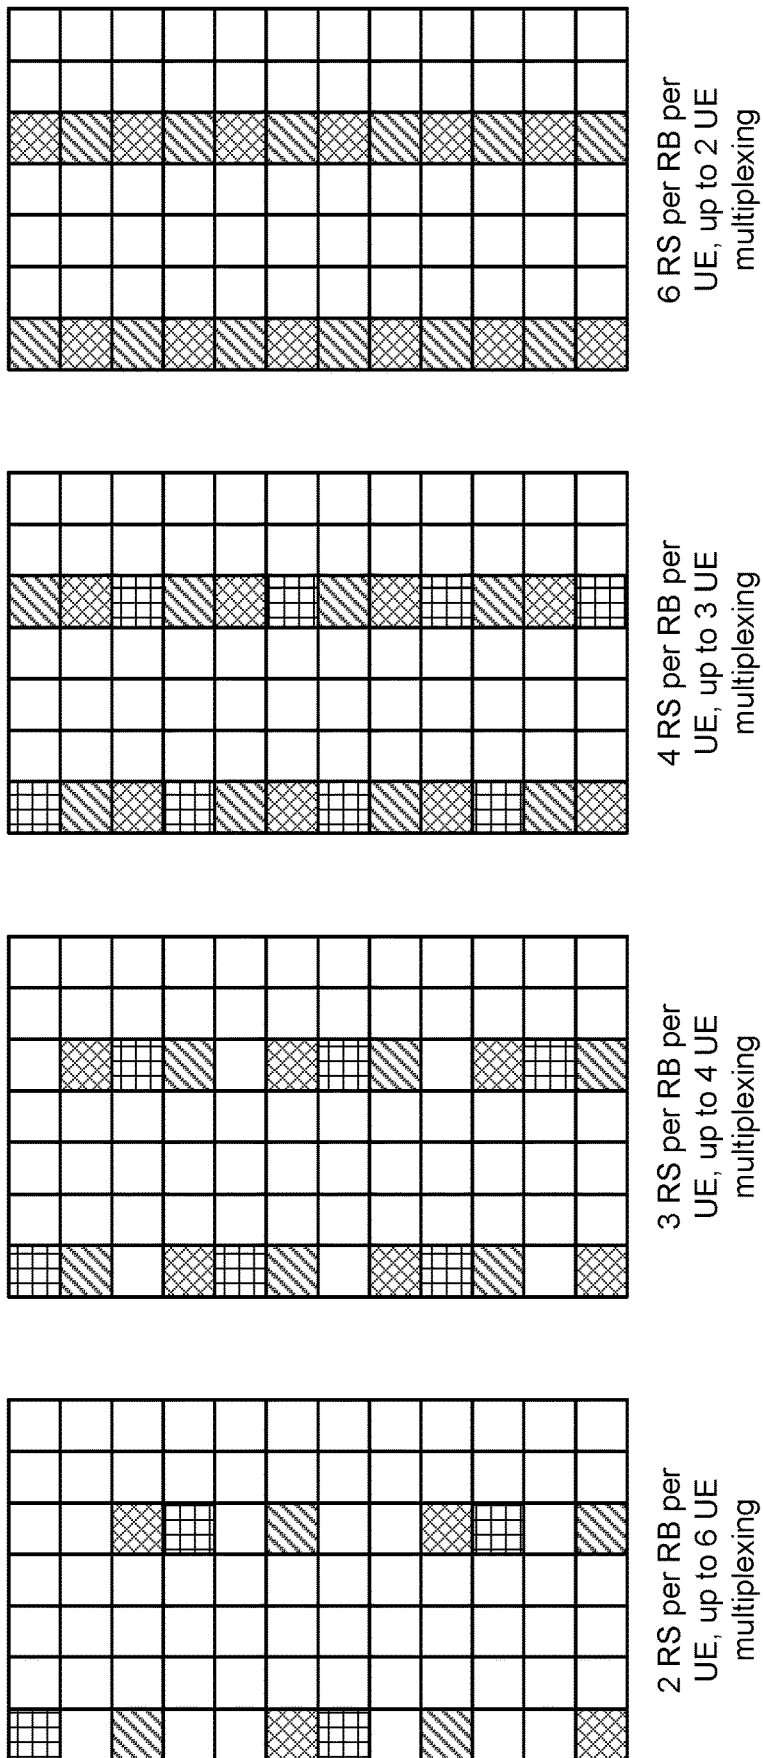 6 RS per RB per
UE, up to 2 UE
multiplexing
4 RS per RB per
UE, up to 3 UE
multiplexing
3 RS per RB per
UE, up to 4 UE
multiplexing
2 RS per RB per
UE, up to 6 UE
multiplexing